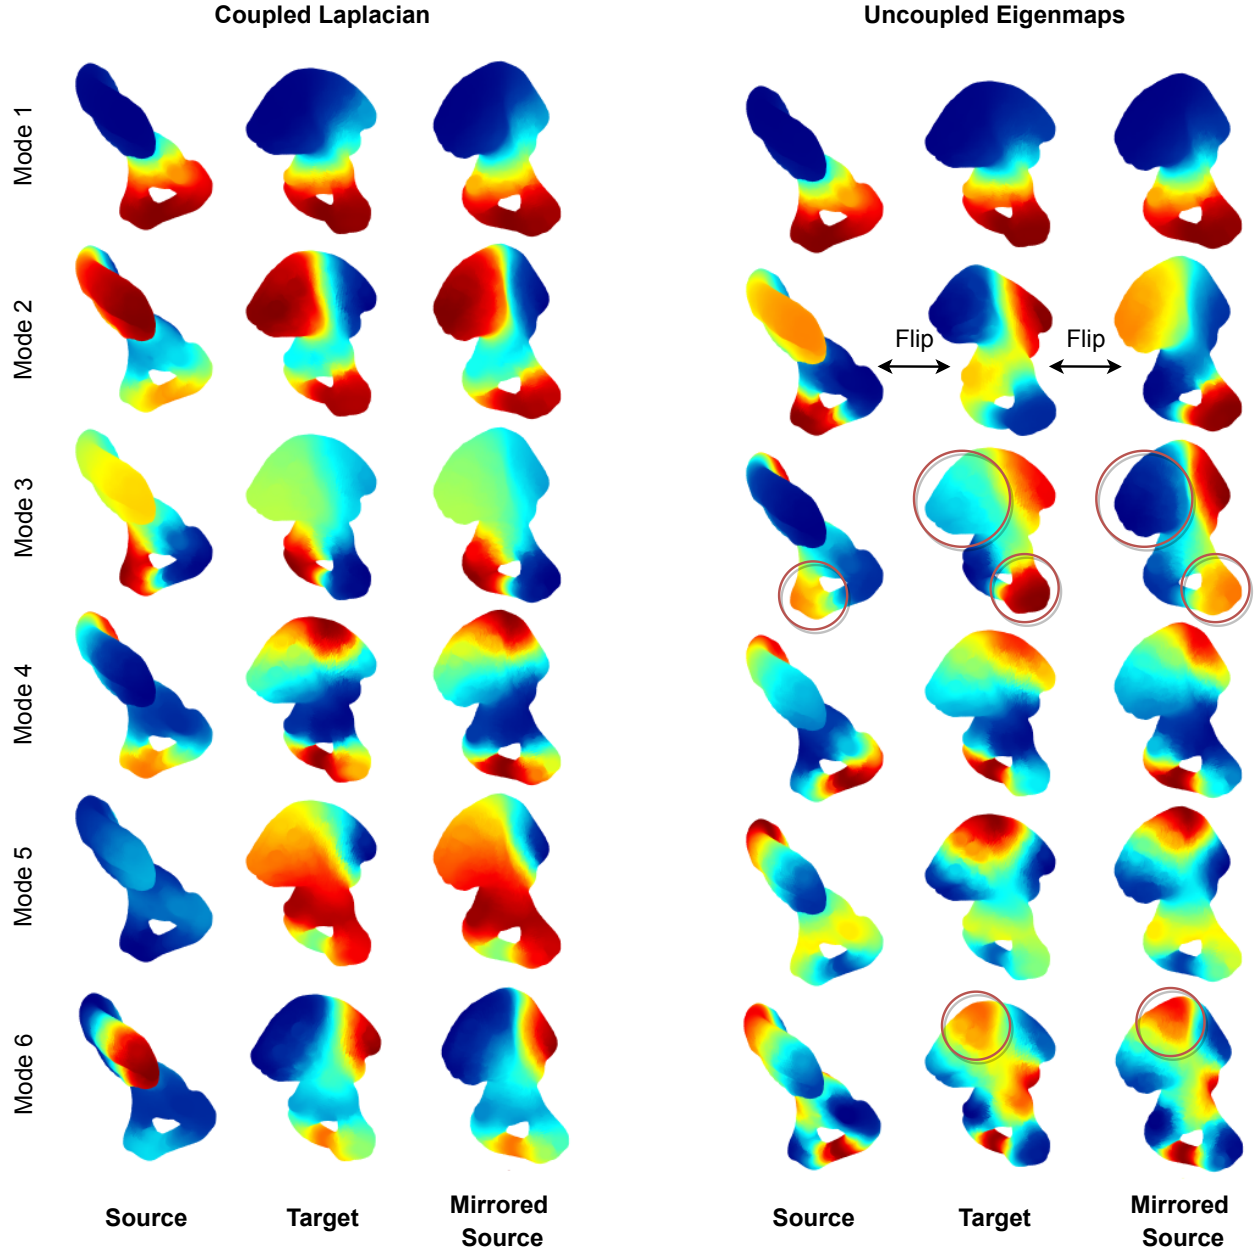 Coupled Laplacian
Uncoupled Eigenmaps
Mode 1
Mode 2
Flip
Flip
Mode 3
Mode 4
Mode 5
Mode 6
Source
Target
Mirrored
Source
Source
Target
Mirrored
Source